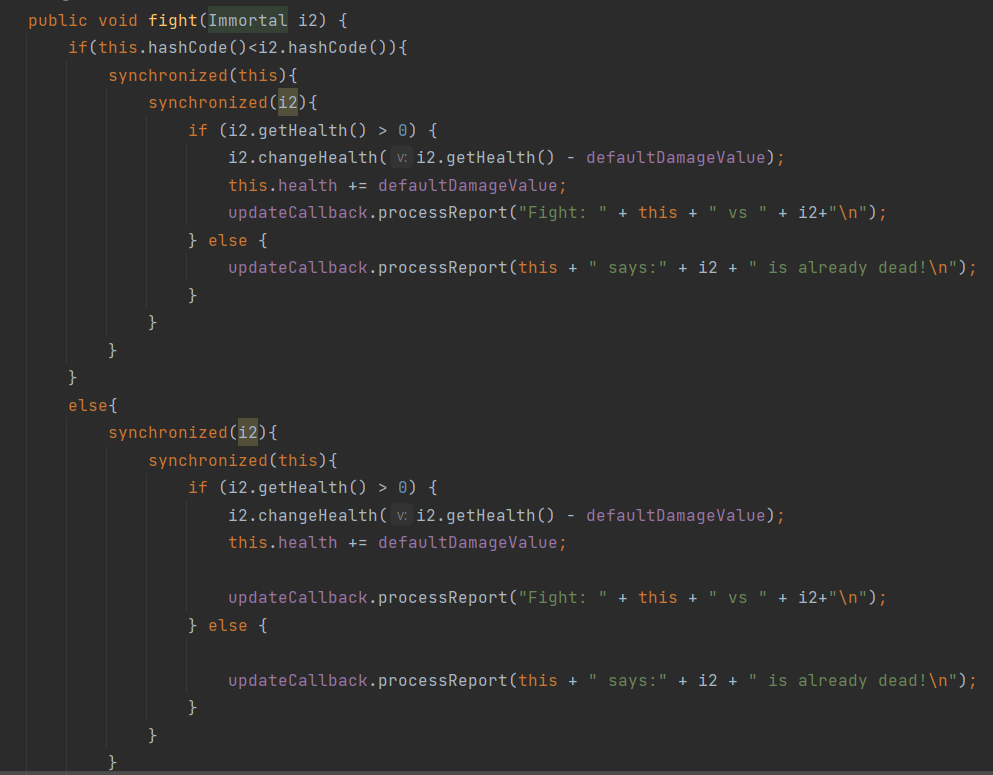 public void fight(Immortal i2) {
    if(this.hashCode()<i2.hashCode()){
        synchronized(this){
            synchronized(i2){
                if (i2.getHealth() > 0) {
                    i2.changeHealth( v: i2.getHealth() - defaultDamageValue);
                    this.health += defaultDamageValue;
                    updateCallback.processReport("Fight: " + this + " vs " + i2+"\n");
                } else {
                    updateCallback.processReport(this + " says:" + i2 + " is already dead!\n");
                }
            }
        }
    }
    else{
        synchronized(i2){
            synchronized(this){
                if (i2.getHealth() > 0) {
                    i2.changeHealth( v: i2.getHealth() - defaultDamageValue);
                    this.health += defaultDamageValue;

                    updateCallback.processReport("Fight: " + this + " vs " + i2+"\n");
                } else {

                    updateCallback.processReport(this + " says:" + i2 + " is already dead!\n");
                }
            }
        }